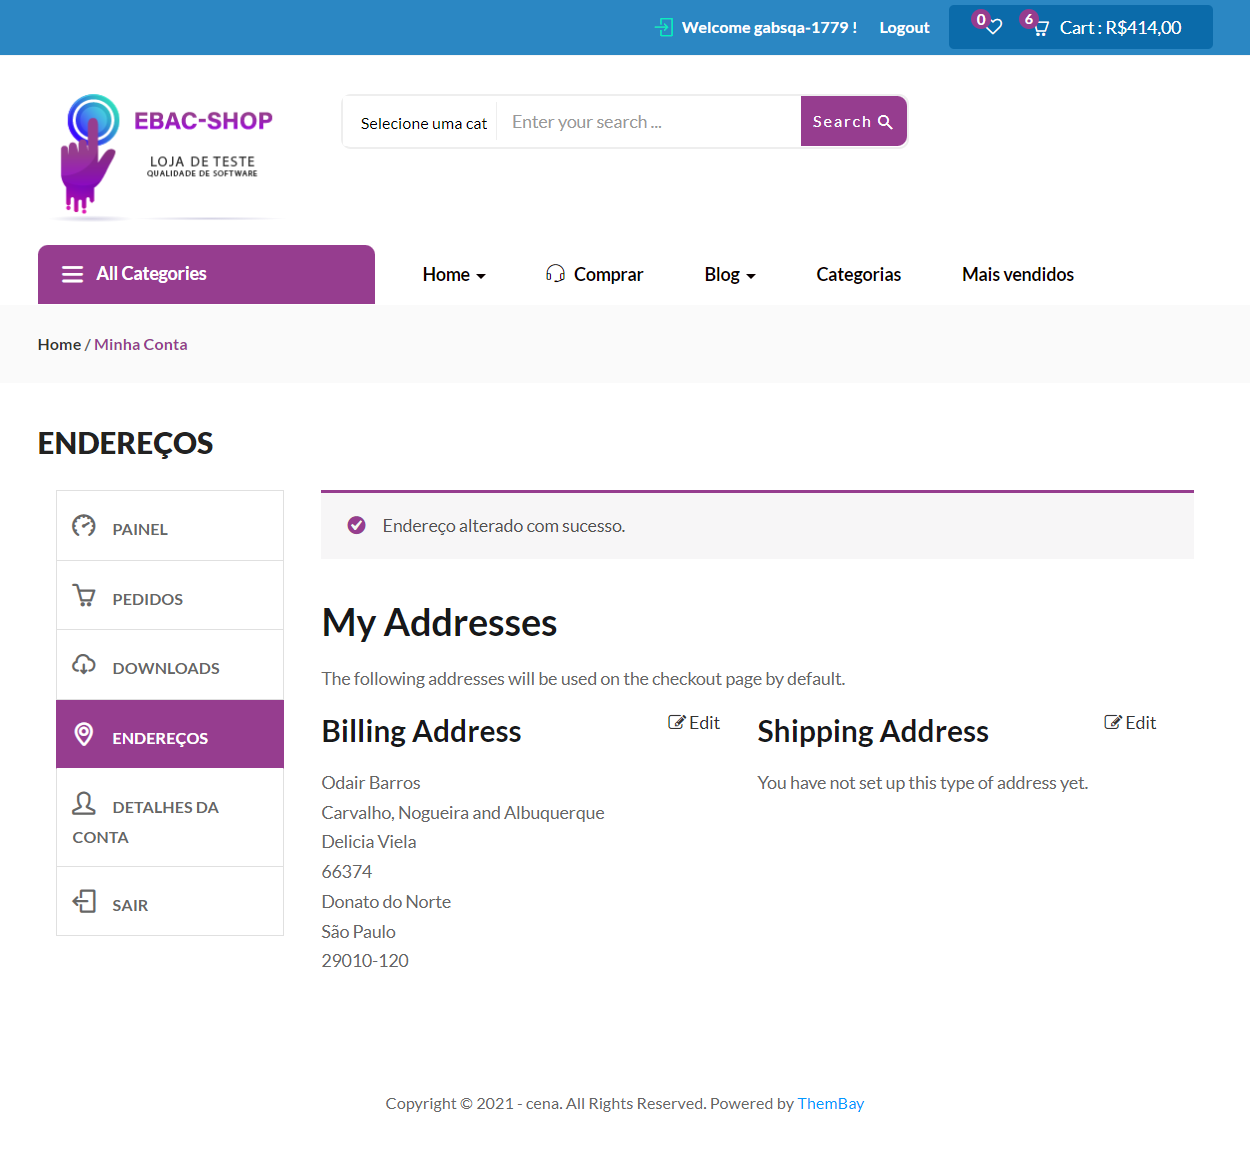 Welcome gabsqa-1779 !
Logout
0
6
Cart : R$414,00
EBAC-SHOP
LOJA DE TESTE
QUALIDADE DE SOFTWARE
Selecione uma cat
Enter your search ...
Search
All Categories
Home
Comprar
Blog
Categorias
Mais vendidos
Home / Minha Conta
ENDEREÇOS
PAINEL
PEDIDOS
DOWNLOADS
ENDEREÇOS
DETALHES DA
CONTA
SAIR
Endereço alterado com sucesso.
My Addresses
The following addresses will be used on the checkout page by default.
Billing Address
Edit
Odair Barros
Carvalho, Nogueira and Albuquerque
Delicia Viela
66374
Donato do Norte
São Paulo
29010-120
Shipping Address
Edit
You have not set up this type of address yet.
Copyright © 2021 - cena. All Rights Reserved. Powered by ThemBay